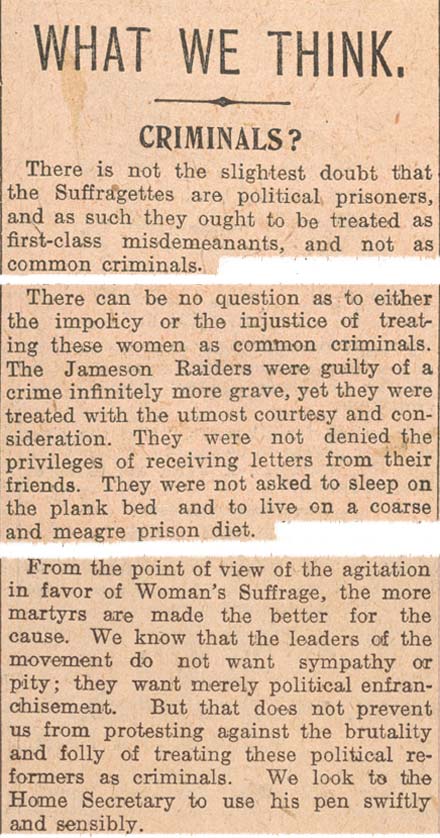 WHAT WE THINK.
CRIMINALS?
There is not the slightest doubt that
the Suffragettes are political prisoners,
and as such they ought to be treated as
first-class misdemeanants, and not as
common criminals.
There can be no question as to either
the impolicy or the injustice of treat-
ing these women as common criminals.
The Jameson Raiders were guilty of a
crime infinitely more grave, yet they were
treated with the utmost courtesy and con-
sideration. They were not denied the
privileges of receiving letters from their
friends. They were not asked to sleep on
the plank bed and to live on a coarse
and meagre prison diet.
From the point of view of the agitation
in favor of Woman's Suffrage, the more
martyrs are made the better for the
cause. We know that the leaders of the
movement do not want sympathy or
pity; they want merely political enfran-
chisement. But that does not prevent
us from protesting against the brutality
and folly of treating these political re-
formers as criminals. We look to the
Home Secretary to use his pen swiftly
and sensibly.